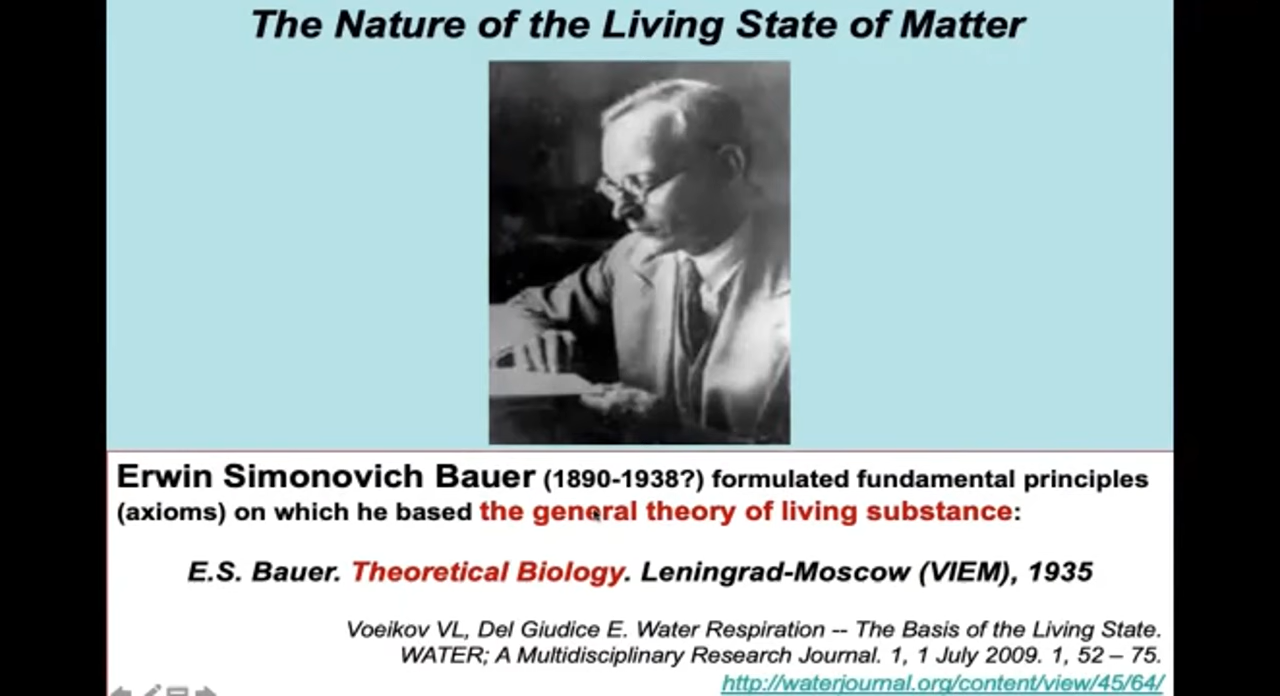 The Nature of the Living State of Matter
Erwin Simonovich Bauer (1890-1938?) formulated fundamental principles
(axioms) on which he based the general theory of living substance:
E.S. Bauer. Theoretical Biology. Leningrad-Moscow (VIEM), 1935
Voeikov VL, Del Giudice E. Water Respiration -- The Basis of the Living State.
WATER; A Multidisciplinary Research Journal. 1, 1 July 2009. 1, 52 – 75.
http://waterjournal.org/content/view/45/64/